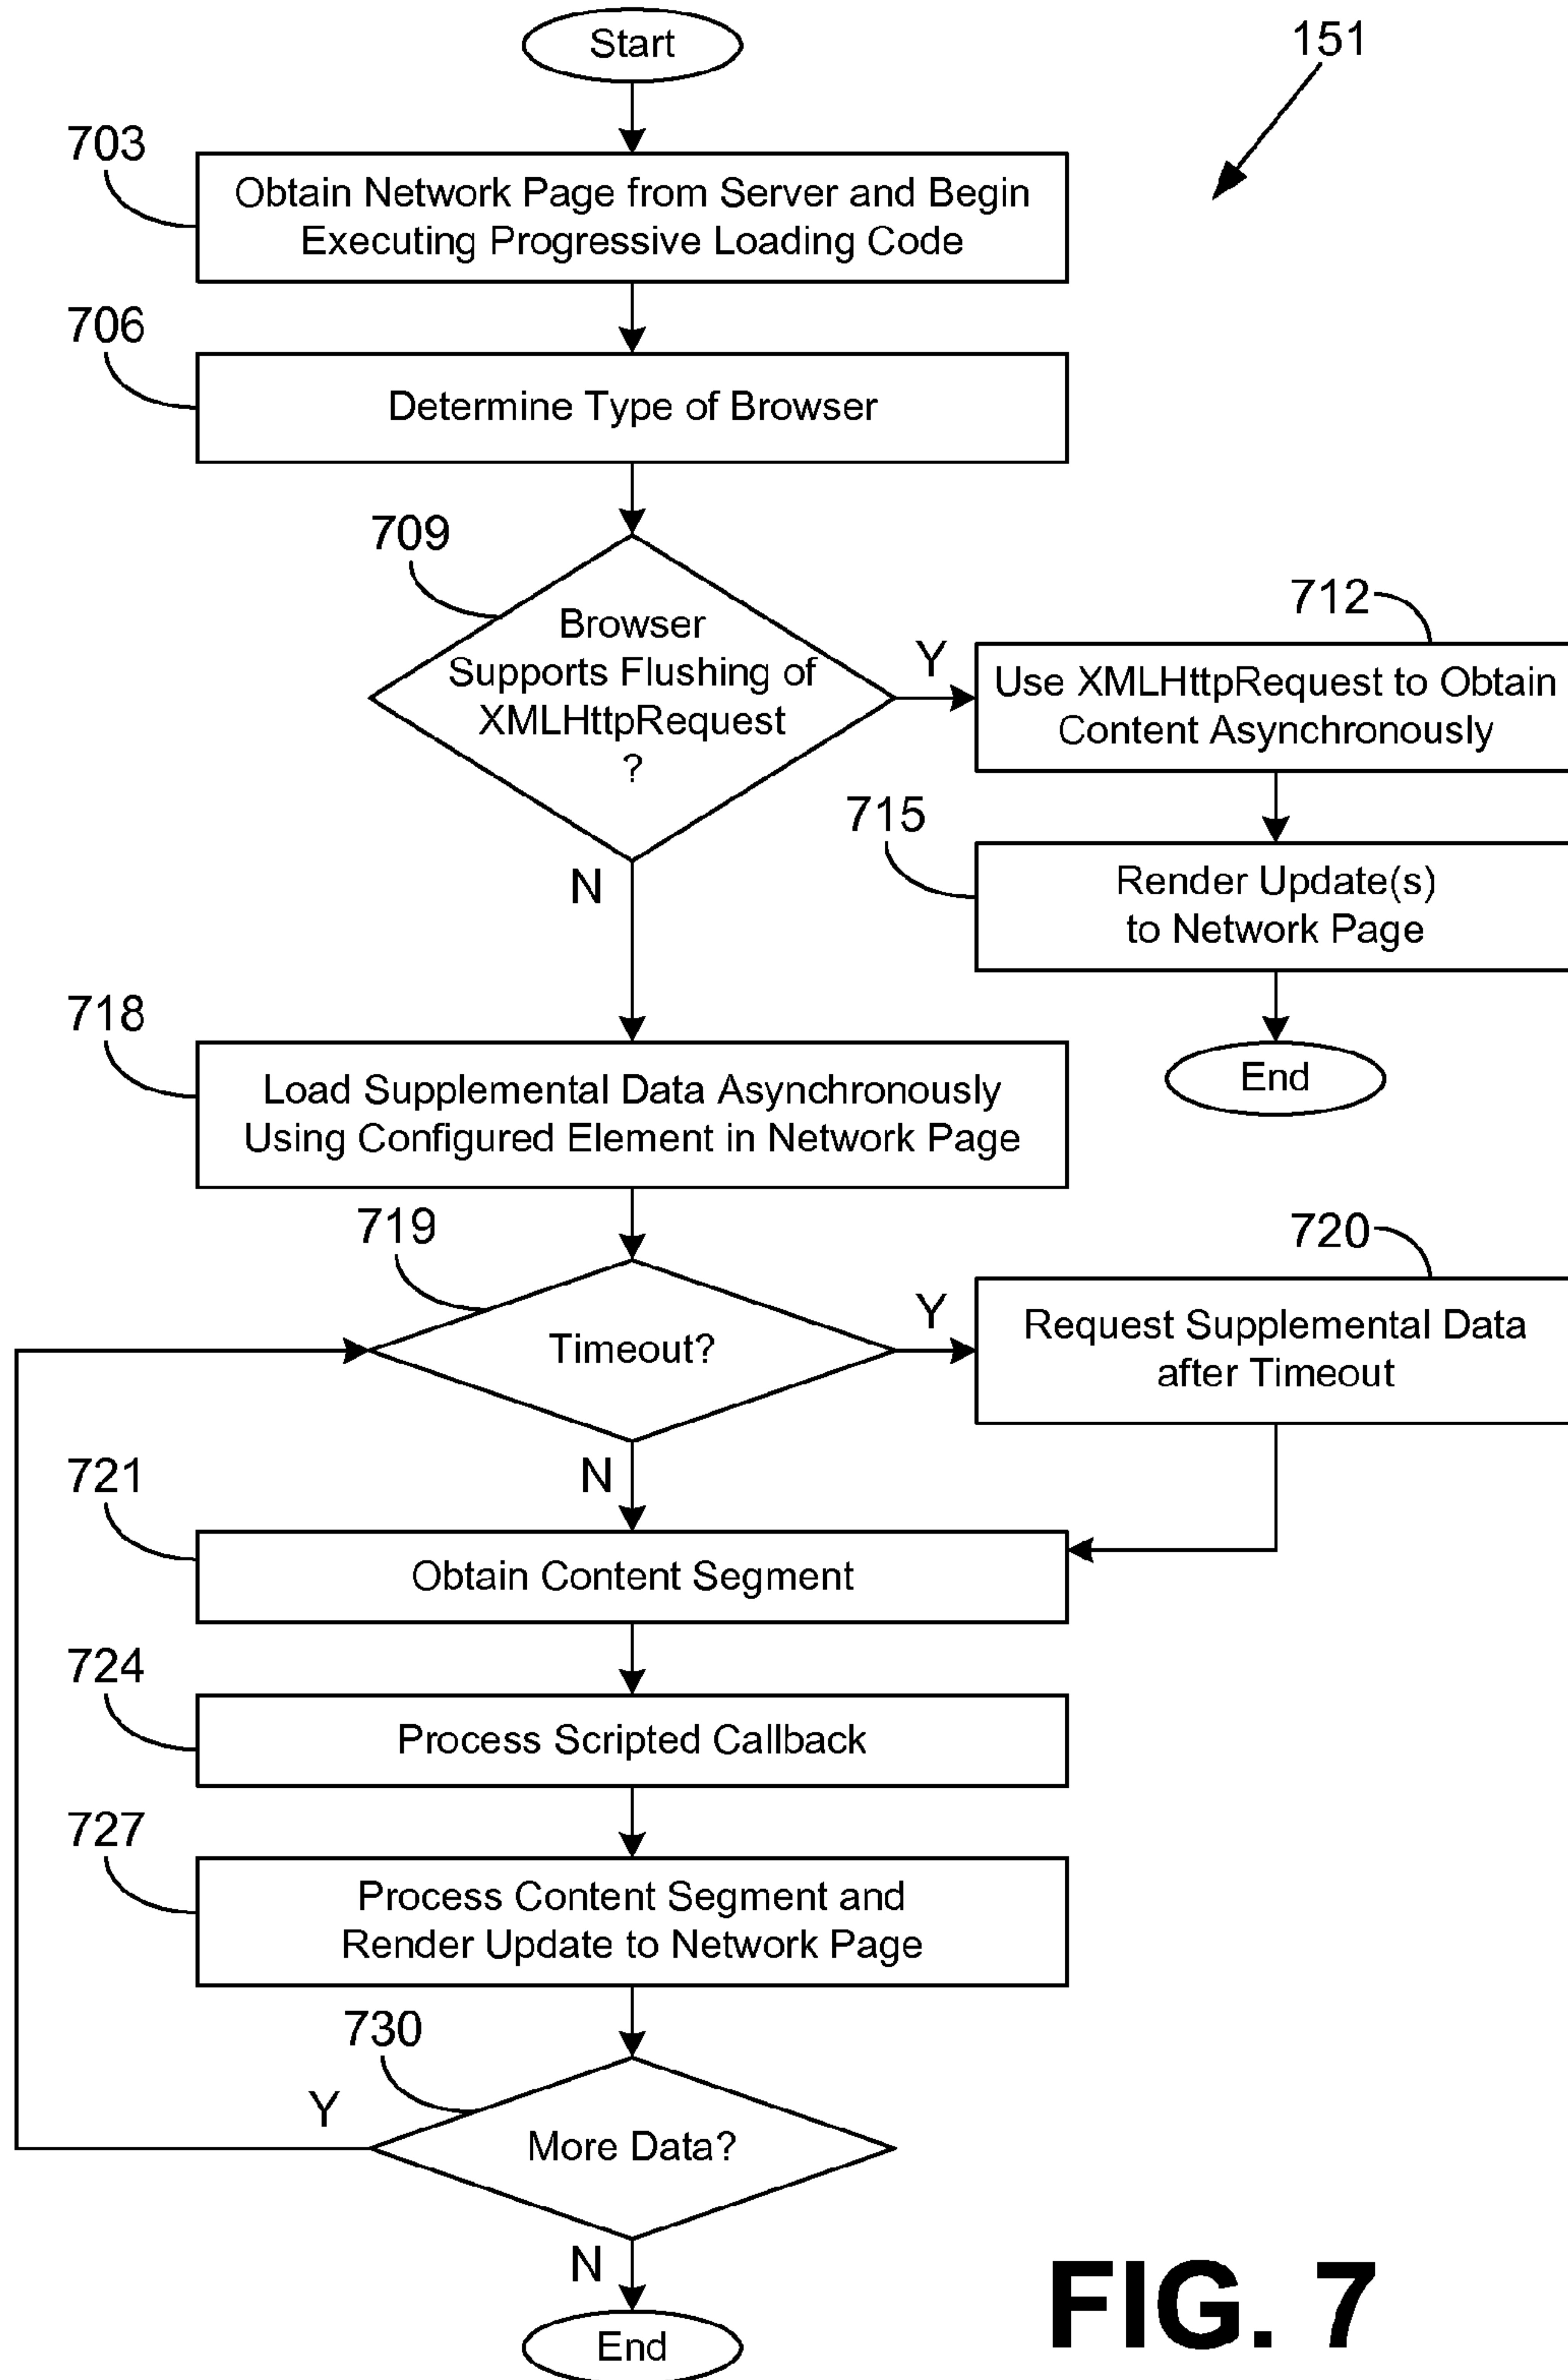 Start
151
703
Obtain Network Page from Server and Begin
Executing Progressive Loading Code
706
Determine Type of Browser
709
Browser
Supports Flushing of
XMLHttpRequest
?
Y
712
Use XMLHttpRequest to Obtain
Content Asynchronously
715
Render Update(s)
to Network Page
End
N
718
Load Supplemental Data Asynchronously
Using Configured Element in Network Page
719
Timeout?
Y
720
Request Supplemental Data
after Timeout
N
721
Obtain Content Segment
724
Process Scripted Callback
727
Process Content Segment and
Render Update to Network Page
730
More Data?
Y
N
End
FIG. 7